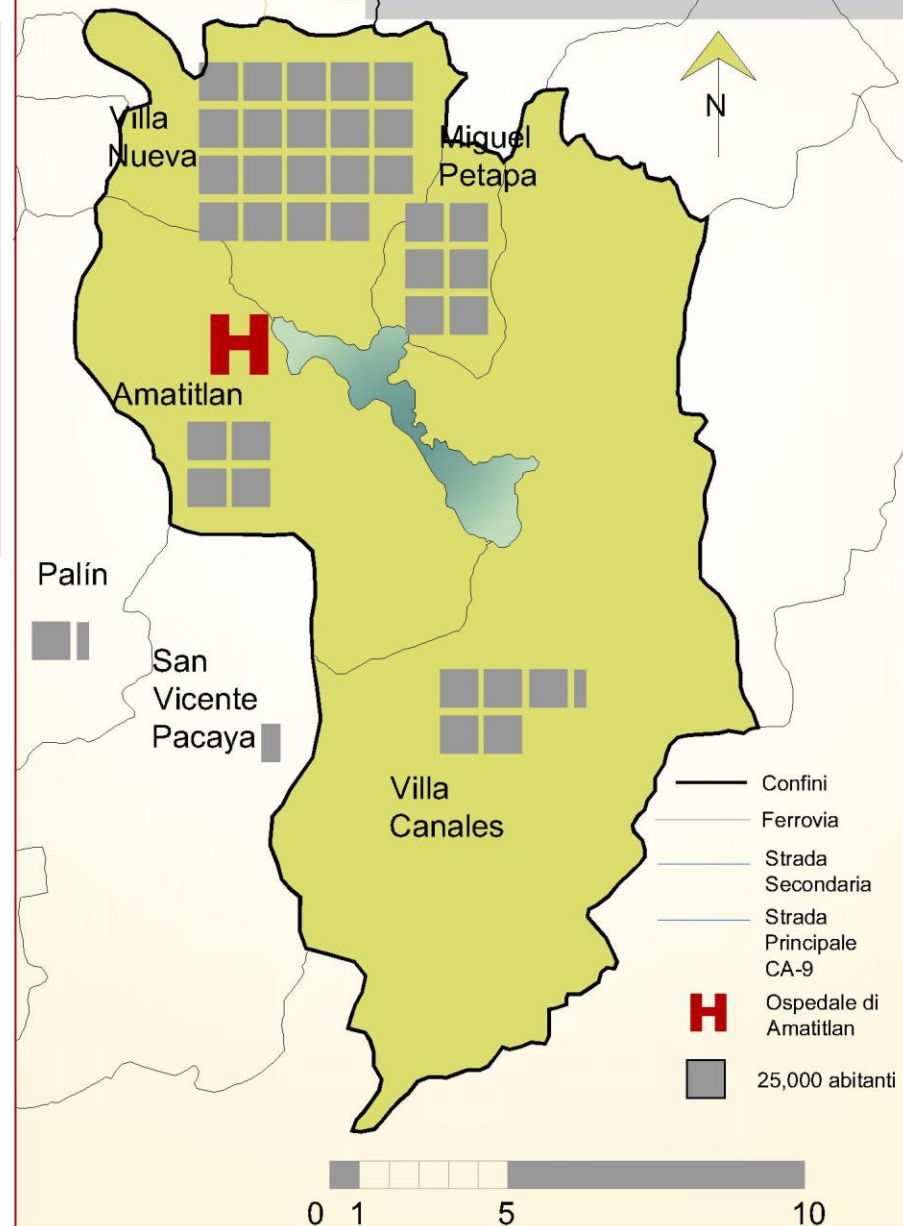 N
Villa
Nueva
Miguel
Petapa
Amatitlan
H
Palín
San
Vicente
Pacaya
Villa
Canales
Confini
Ferrovia
Strada
Secondaria
Strada
Principale
CA-9
H
Ospedale di
Amatitlan
25,000 abitanti
0 1 5 10